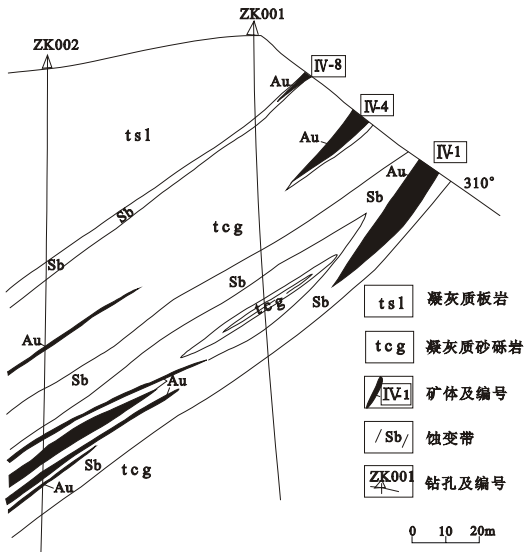 ZK001
ZK002
Ⅳ-8
Au
Ⅳ-4
tsl
Au
Ⅳ-1
Au
310°
Sb
Sb
tcg
Sb
Sb
tcg
Sb
tsl 凝灰质板岩
Au
tcg 凝灰质砂砾岩
Sb
Au
Ⅳ-1 矿体及编号
Sb
tcg
Sb 蚀变带
Au
ZK001 钻孔及编号
0 10 20m